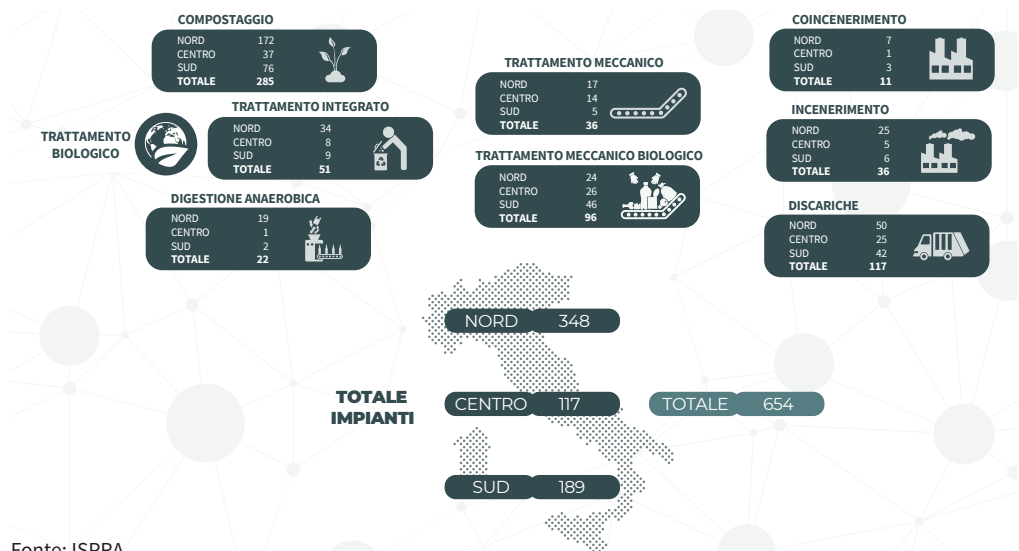 COMPOSTAGGIO
NORD 172
CENTRO 37
SUD 76
TOTALE 285
TRATTAMENTO BIOLOGICO
TRATTAMENTO INTEGRATO
NORD 34
CENTRO 8
SUD 9
TOTALE 51
DIGESTIONE ANAEROBICA
NORD 19
CENTRO 1
SUD 2
TOTALE 22
TRATTAMENTO MECCANICO
NORD 17
CENTRO 14
SUD 5
TOTALE 36
TRATTAMENTO MECCANICO BIOLOGICO
NORD 24
CENTRO 26
SUD 46
TOTALE 96
COINCENERIMENTO
NORD 7
CENTRO 1
SUD 3
TOTALE 11
INCENERIMENTO
NORD 25
CENTRO 5
SUD 6
TOTALE 36
DISCARICHE
NORD 50
CENTRO 25
SUD 42
TOTALE 117
TOTALE
IMPIANTI
NORD 348
CENTRO 117
SUD 189
TOTALE 654
Fonte: ISPRA